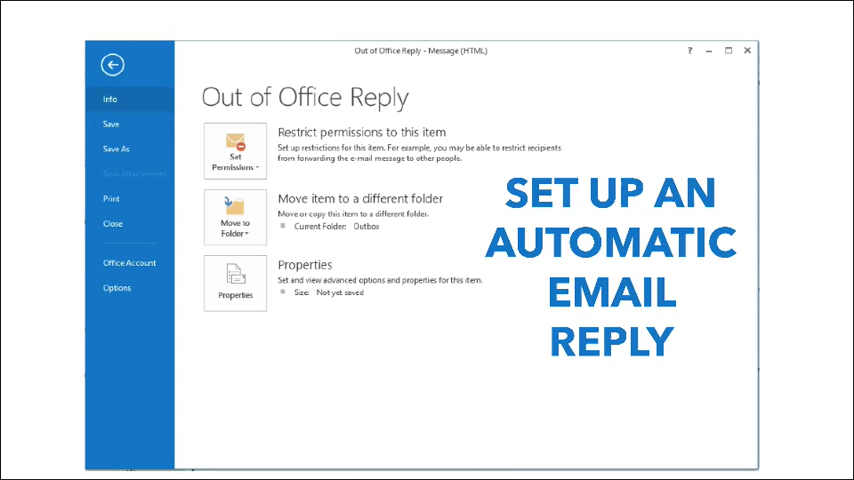 Out of Office Reply - Message (HTML)
?
Info
Save
Save As
Save Attachments
Print
Close
Office Account
Options
Out of Office Reply
Set
Permissions
Restrict permissions to this item
Set up restrictions for this item. For example, you may be able to restrict recipients
from forwarding the e-mail message to other people.
Move to
Folder
Move item to a different folder
Move or copy this item to a different folder.
Current Folder: Outbox
Properties
Properties
Set and view advanced options and properties for this item.
Size: Not yet saved
SET UP AN
AUTOMATIC
EMAIL
REPLY